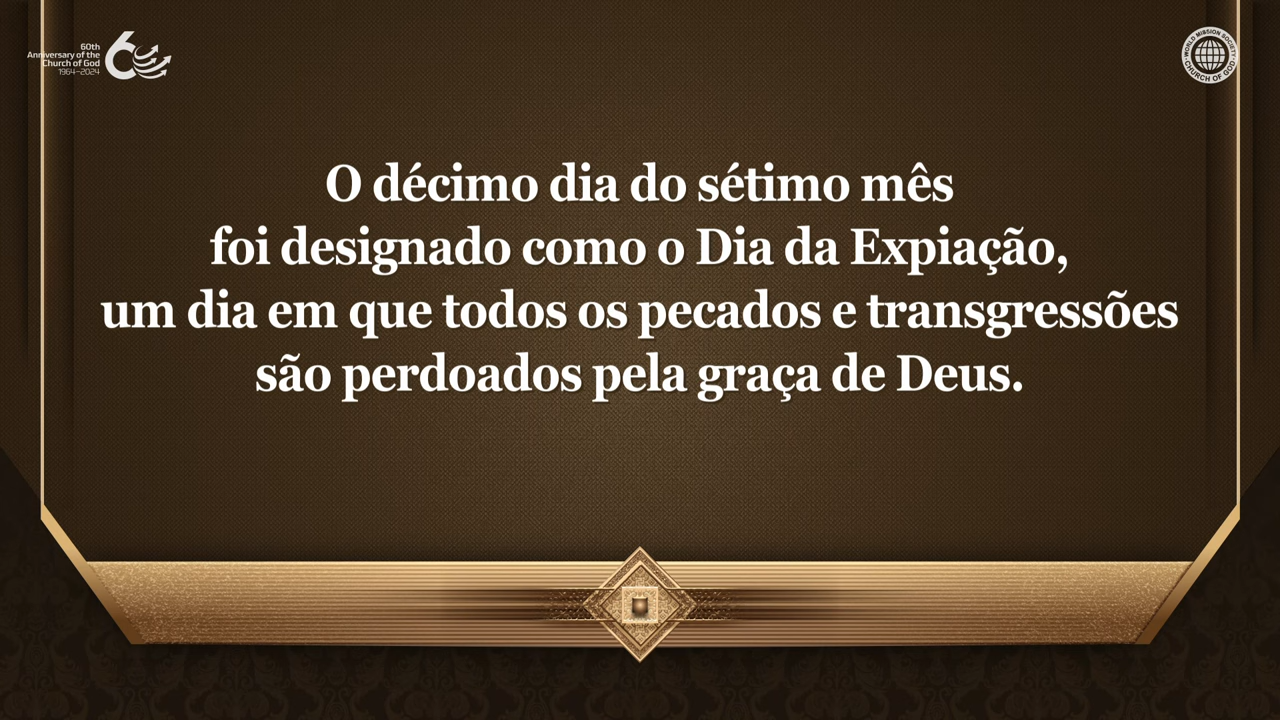 60th
Anniversary of the
Church of God
1964–2024
WORLD MISSION SOCIETY
CHURCH OF GOD
O décimo dia do sétimo mês
foi designado como o Dia da Expiação,
um dia em que todos os pecados e transgressões
são perdoados pela graça de Deus.